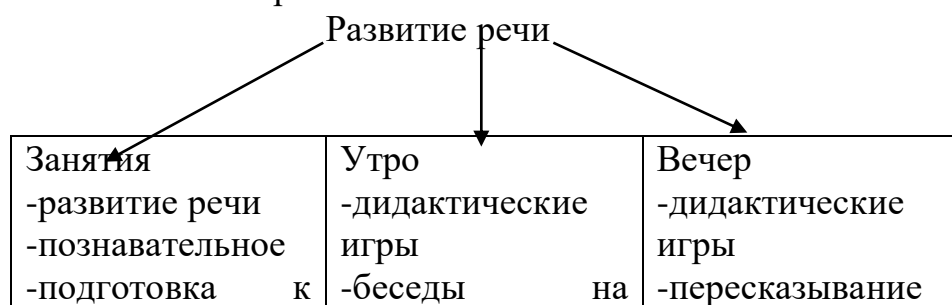 Развитие речи
Занятия
-развитие речи
-познавательное
-подготовка к
Утро
-дидактические
игры
-беседы на
Вечер
-дидактические
игры
-пересказывание